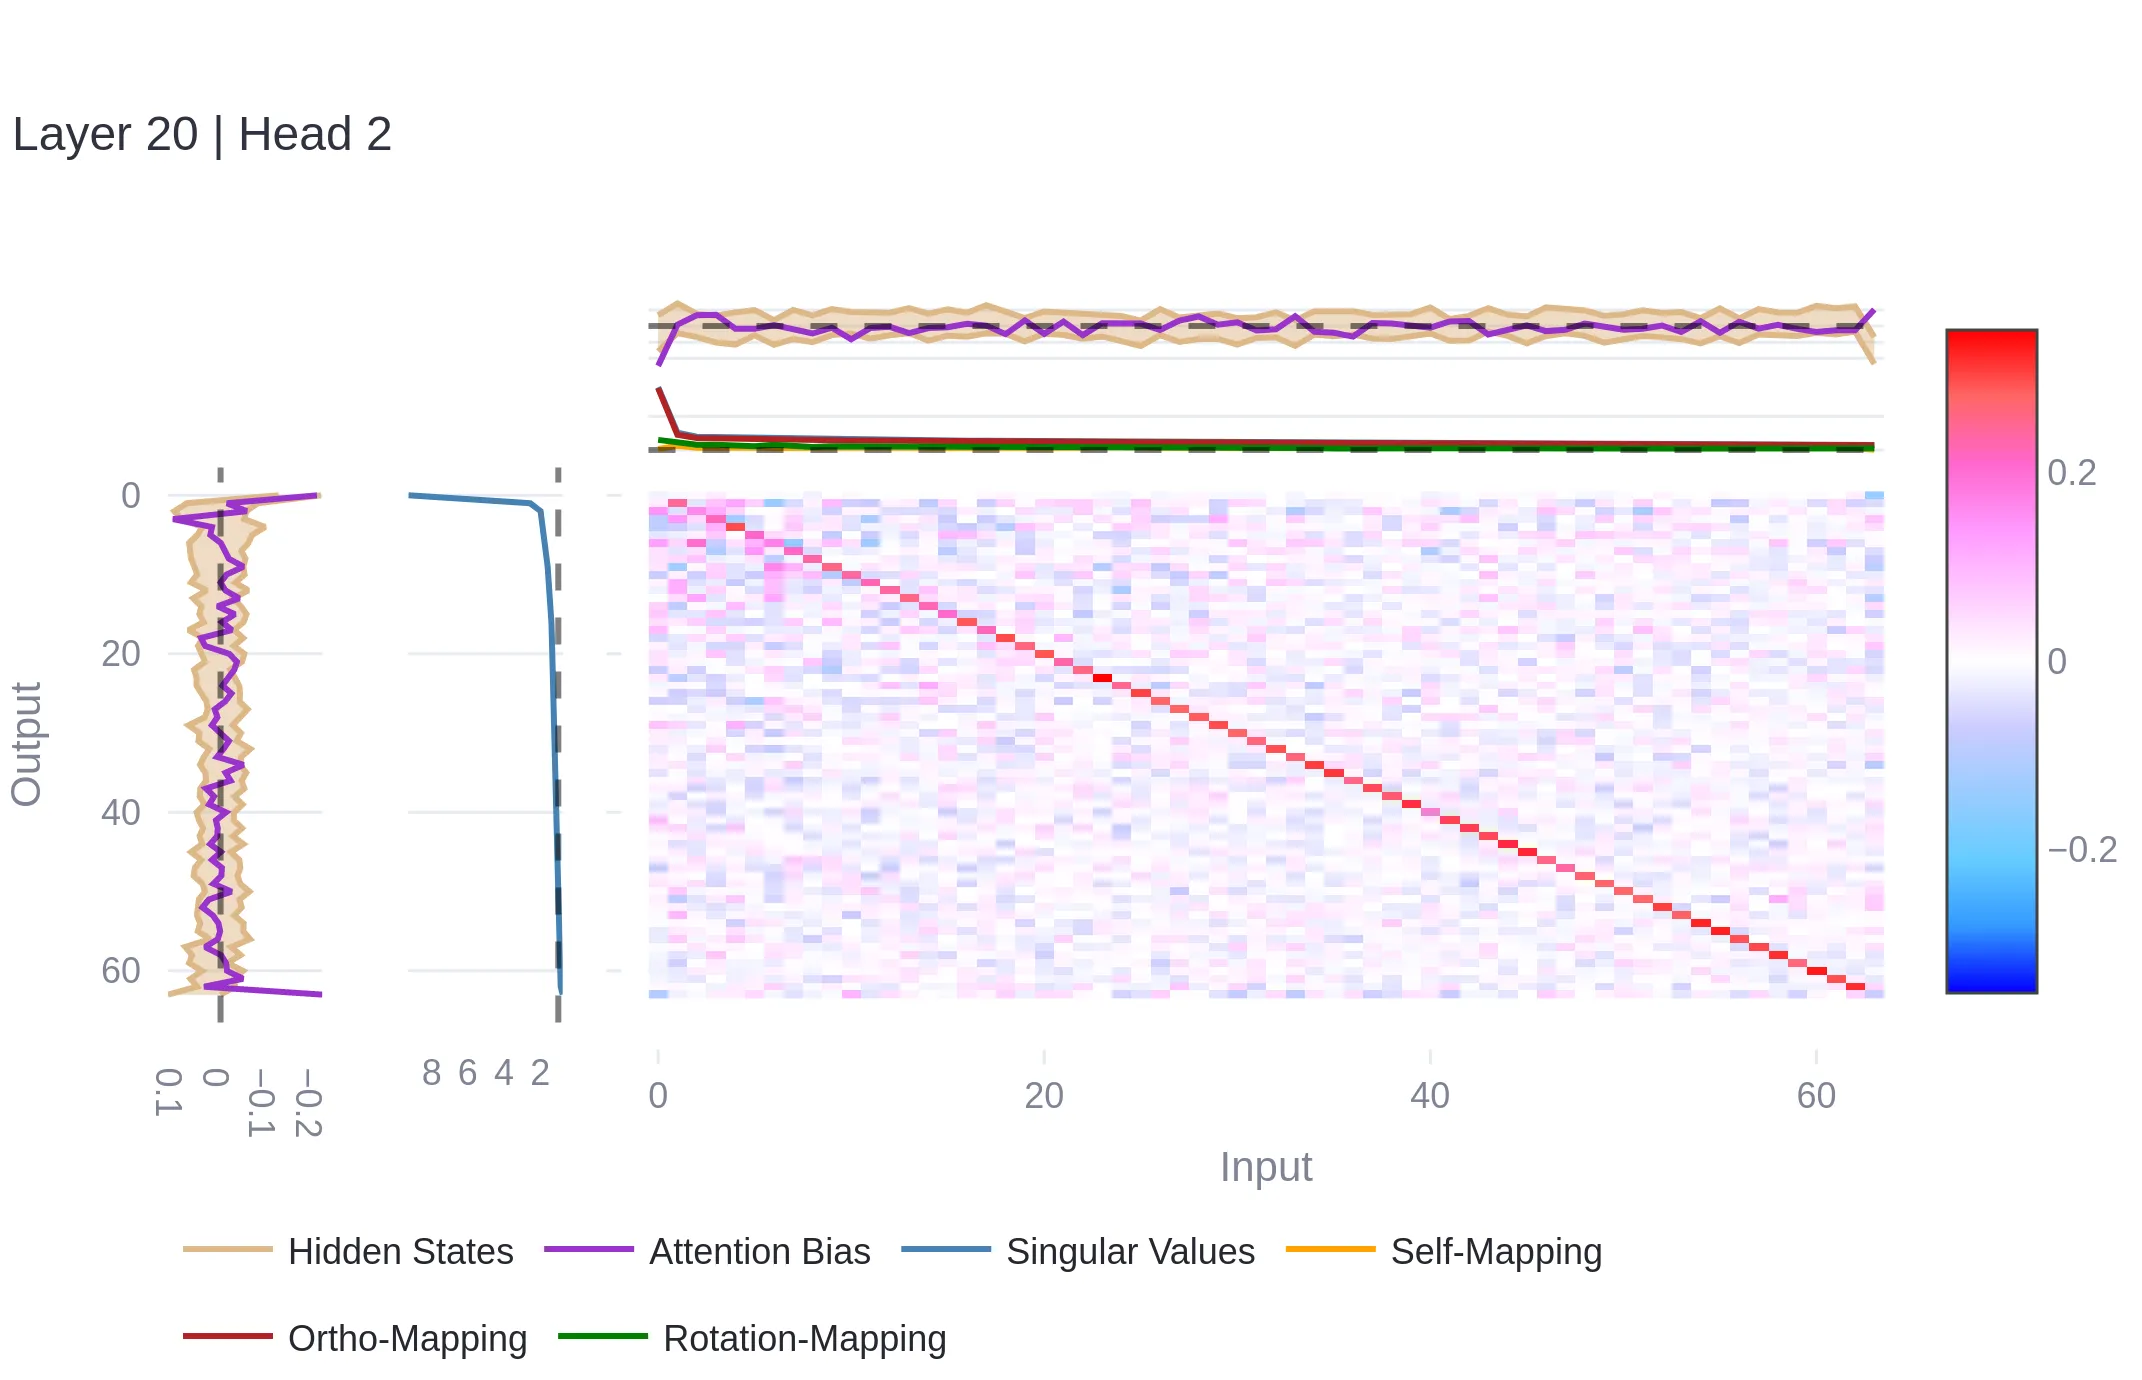 Layer 20 | Head 2
0
20
40
60
Output
0.1
0
−0.1
−0.2
8 6 4 2
0
20
40
60
Input
0.2
0
−0.2
Hidden States
Attention Bias
Singular Values
Self-Mapping
Ortho-Mapping
Rotation-Mapping